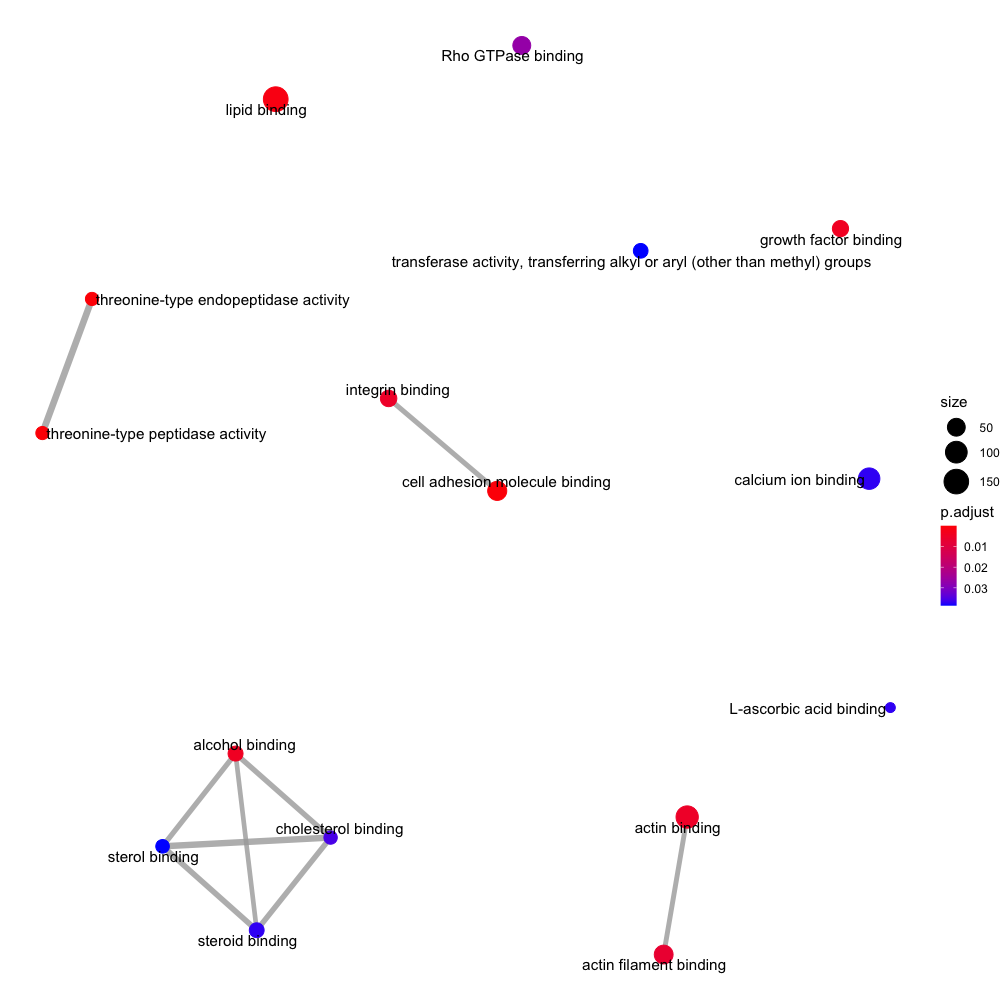 Rho GTPase binding
lipid binding
growth factor binding
transferase activity, transferring alkyl or aryl (other than methyl) groups
threonine-type endopeptidase activity
integrin binding
size
50
threonine-type peptidase activity
100
cell adhesion molecule binding
calcium ion binding
150
p.adjust
0.01
0.02
0.03
L-ascorbic acid binding
alcohol binding
cholesterol binding
actin binding
sterol binding
steroid binding
actin filament binding